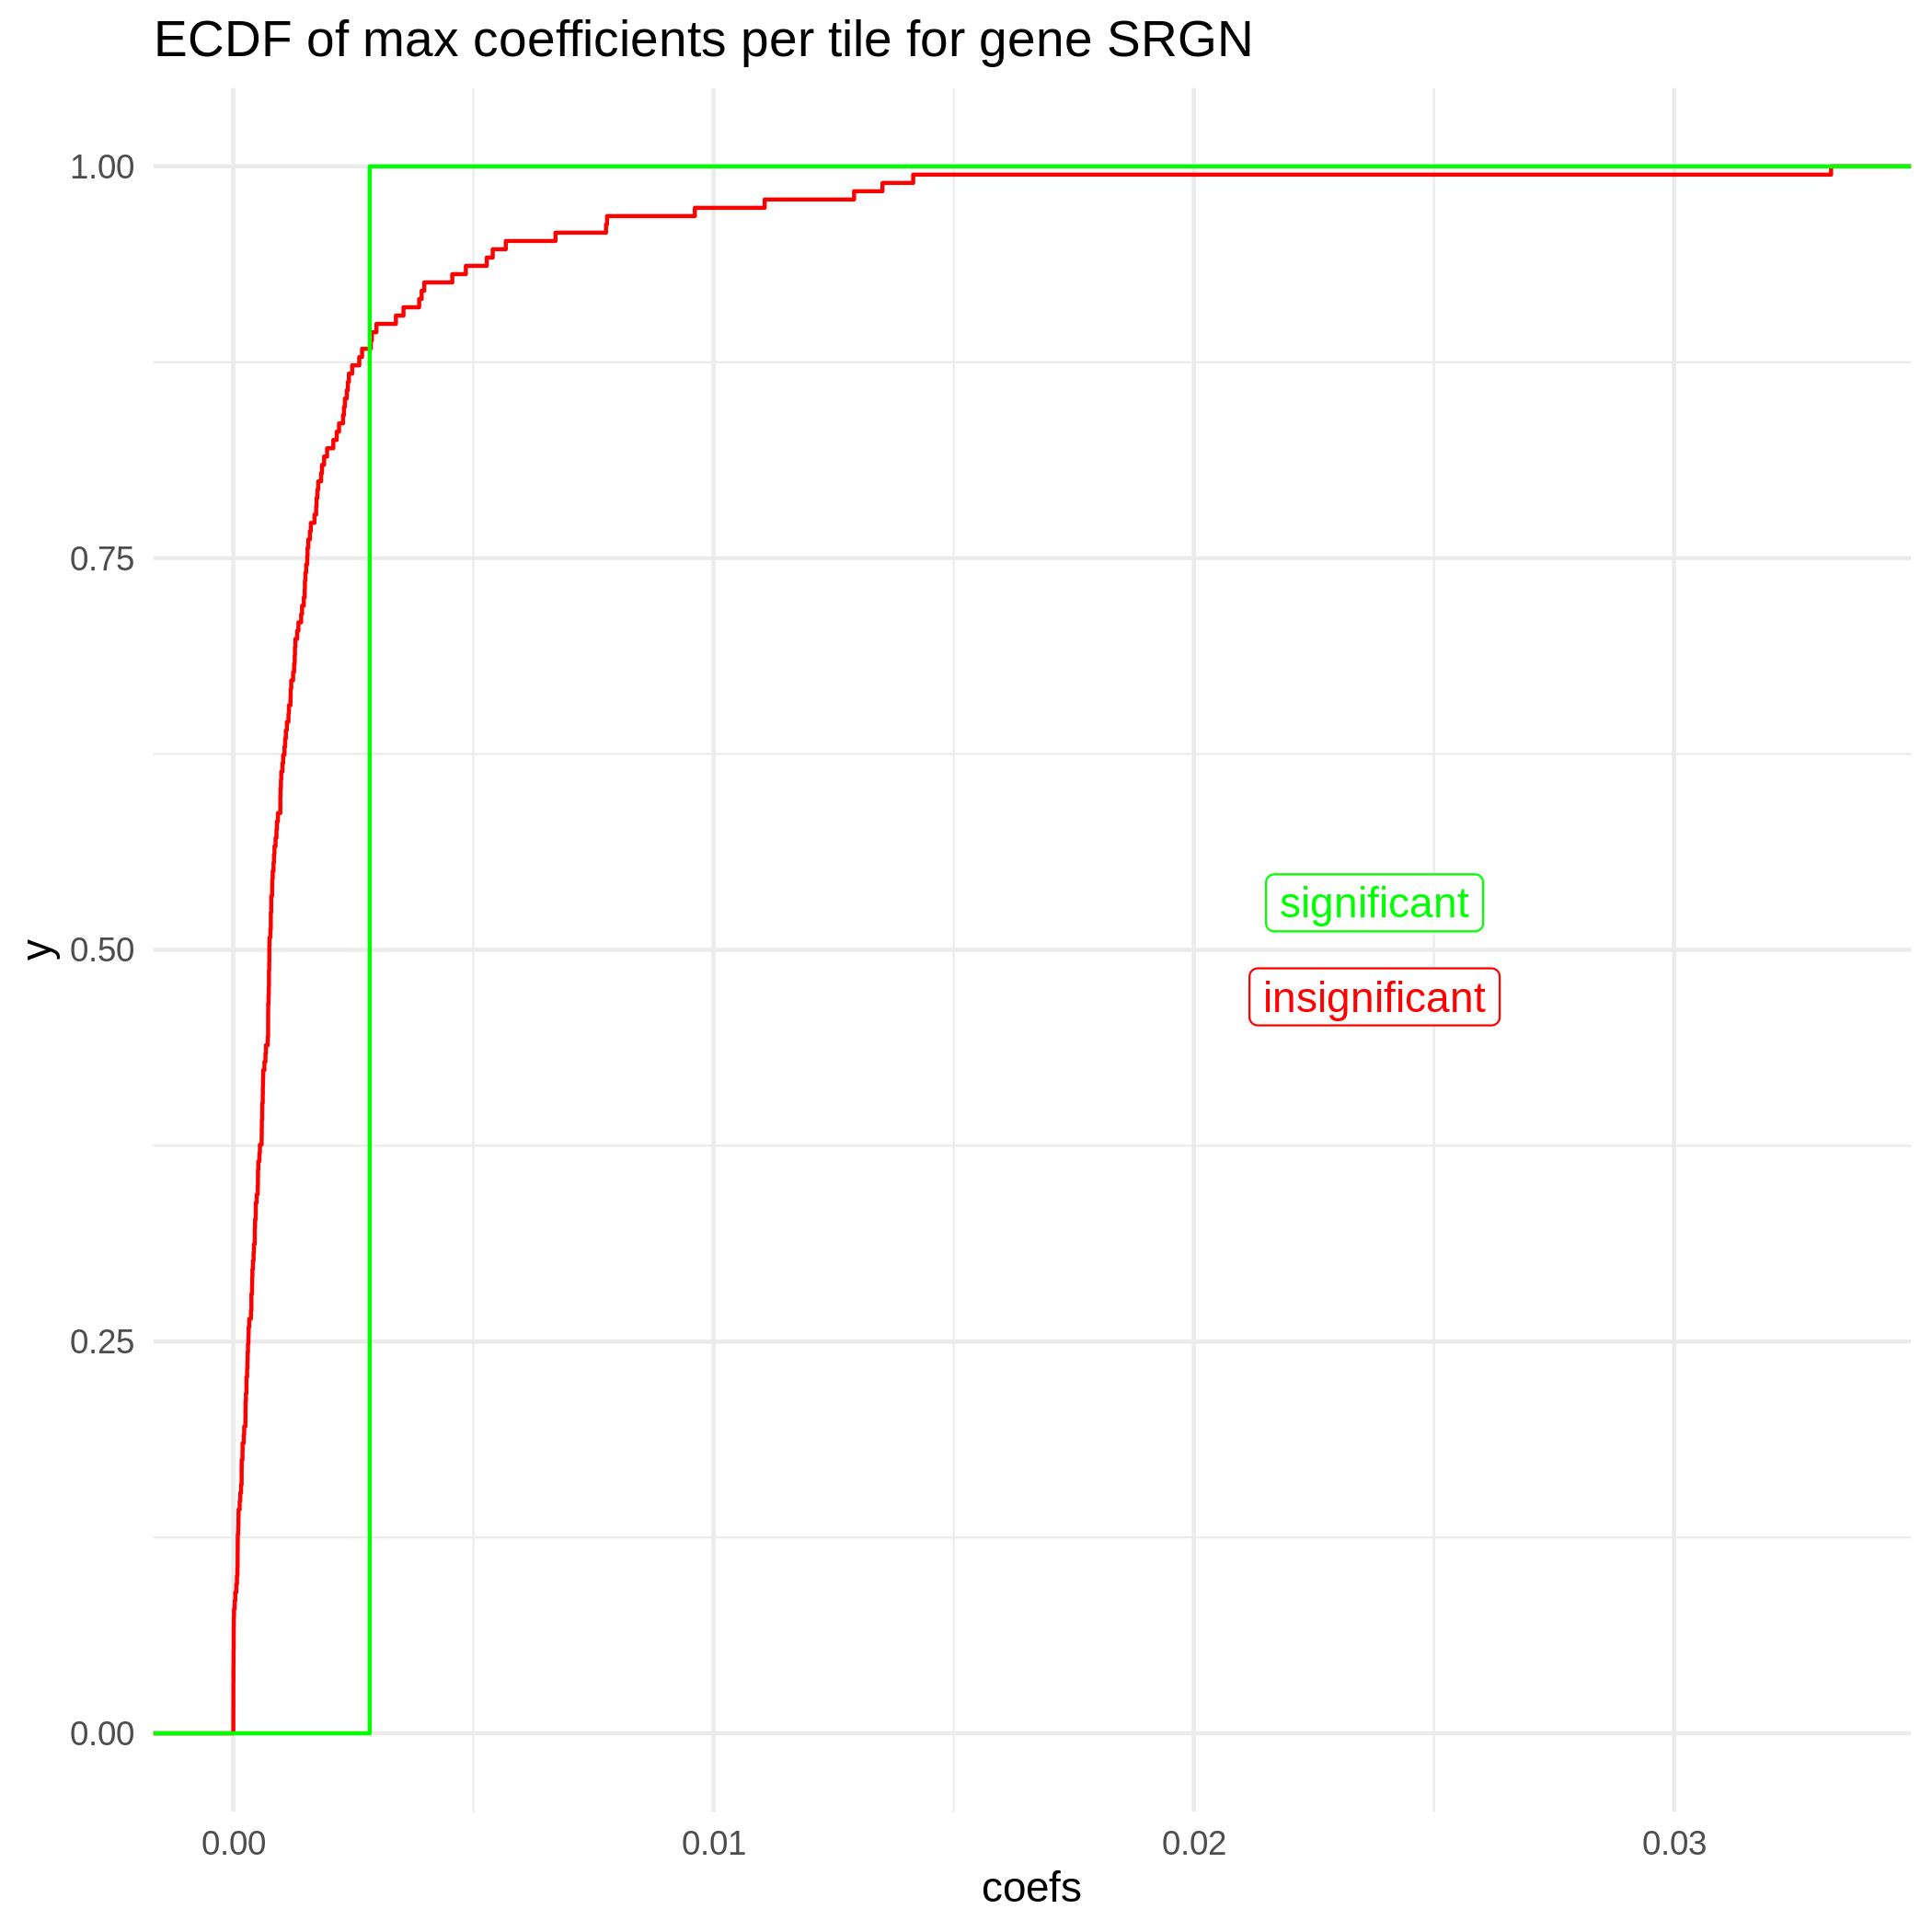 ECDF of max coefficients per tile for gene SRGN
1.00
0.75
0.50
0.25
0.00
y
significant
insignificant
0.00 0.01 0.02 0.03
coefs